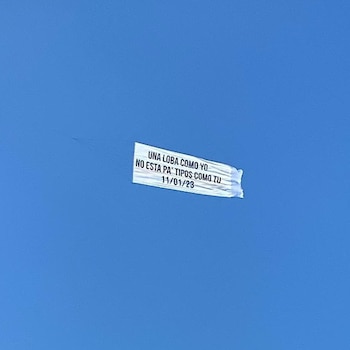 UNA LOBA COMO YO
NO ESTA PA' TIPOS COMO TU
11/01/23